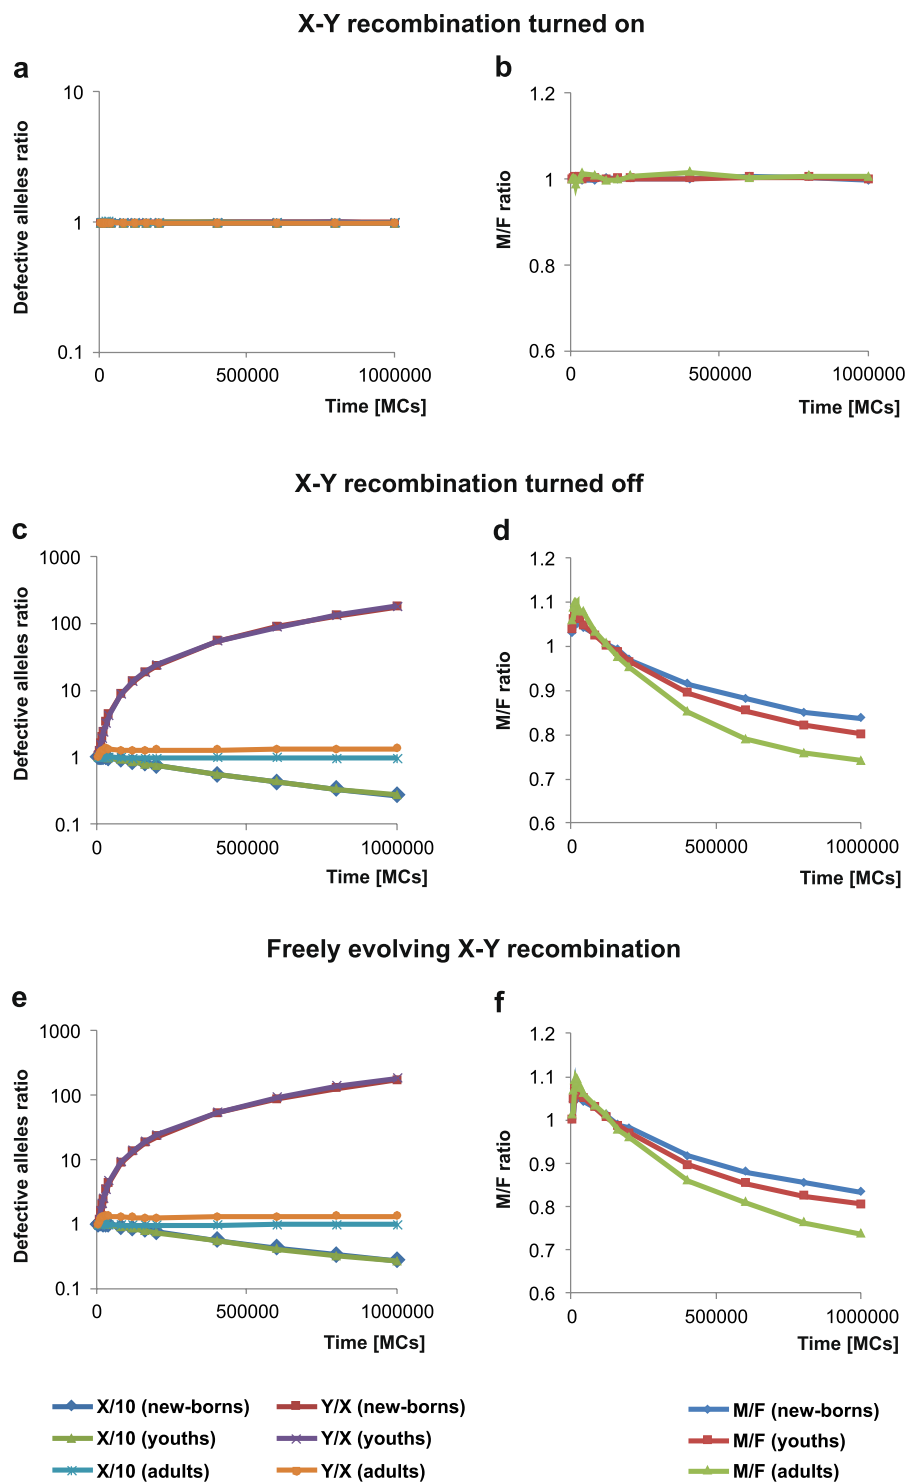 X-Y recombination turned on
a
Defective alleles ratio
10
1
0.1
0
500000
1000000
Time [MCs]
b
M/F ratio
1.2
1
0.8
0.6
0
500000
1000000
Time [MCs]
X-Y recombination turned off
c
Defective alleles ratio
1000
100
10
1
0.1
0
500000
1000000
Time [MCs]
d
M/F ratio
1.2
1.1
1
0.9
0.8
0.7
0.6
0
500000
1000000
Time [MCs]
Freely evolving X-Y recombination
e
Defective alleles ratio
1000
100
10
1
0.1
0
500000
1000000
Time [MCs]
f
M/F ratio
1.2
1.1
1
0.9
0.8
0.7
0.6
0
500000
1000000
Time [MCs]
X/10 (new-borns)
X/10 (youths)
X/10 (adults)
Y/X (new-borns)
Y/X (youths)
Y/X (adults)
M/F (new-borns)
M/F (youths)
M/F (adults)